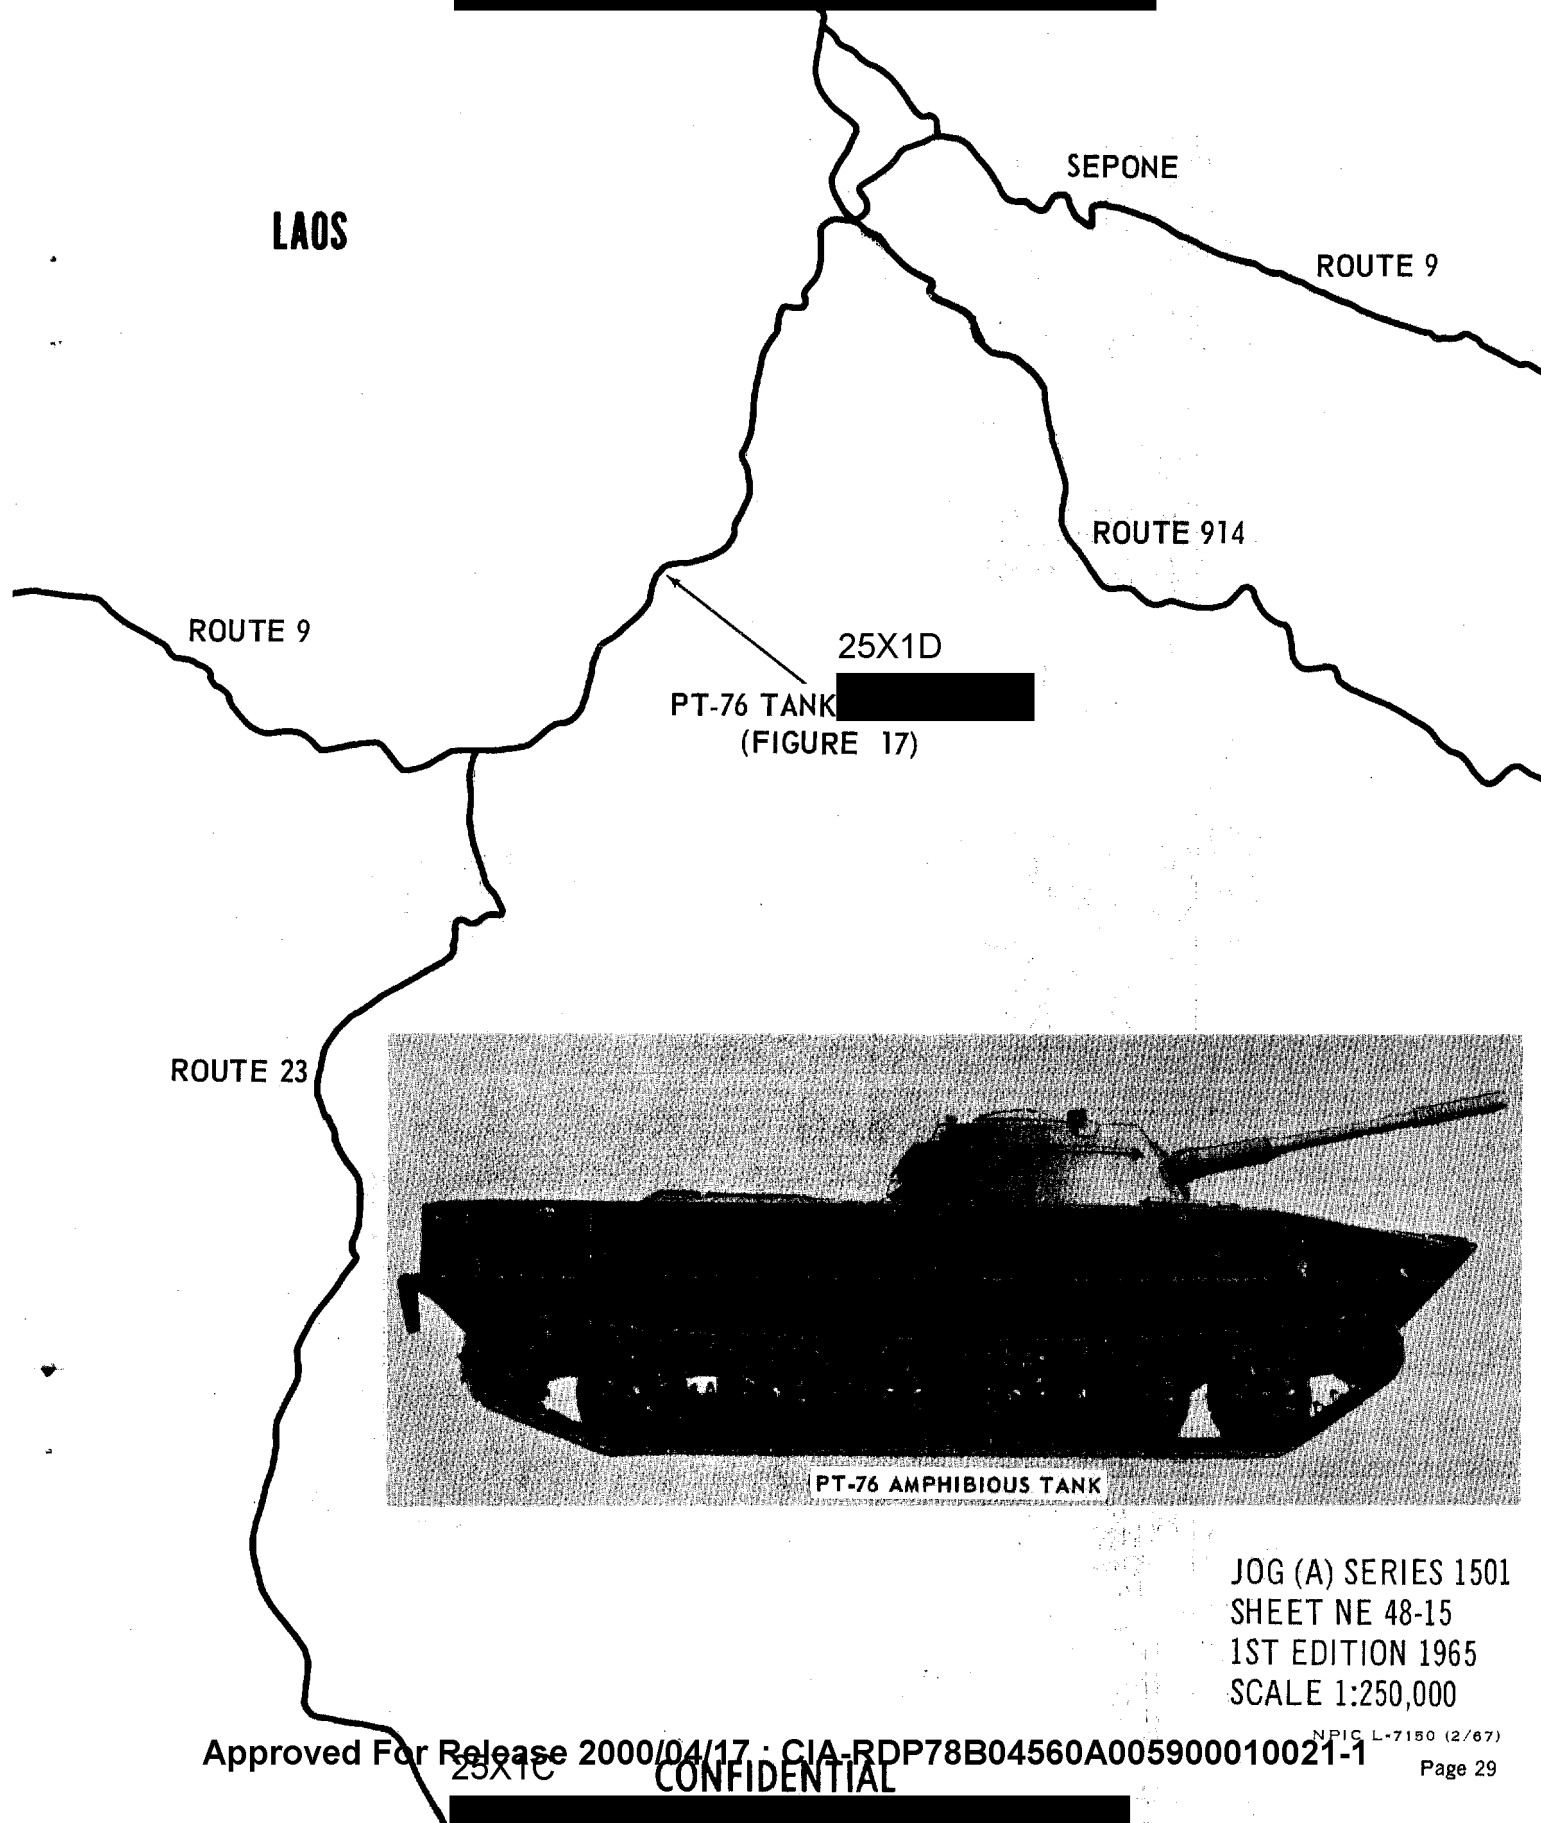 SEPONE
LAOS
ROUTE 9
ROUTE 914
ROUTE 9
25X1D
PT-76 TANK
(FIGURE 17)
ROUTE 23
PT-76 AMPHIBIOUS TANK
JOG (A) SERIES 1501
SHEET NE 48-15
1ST EDITION 1965
SCALE 1:250,000
NPIC L-7150 (2/67)
Approved For Release 2000/04/17 : CIA-RDP78B04560A005900010021-1
25X1C
CONFIDENTIAL
Page 29